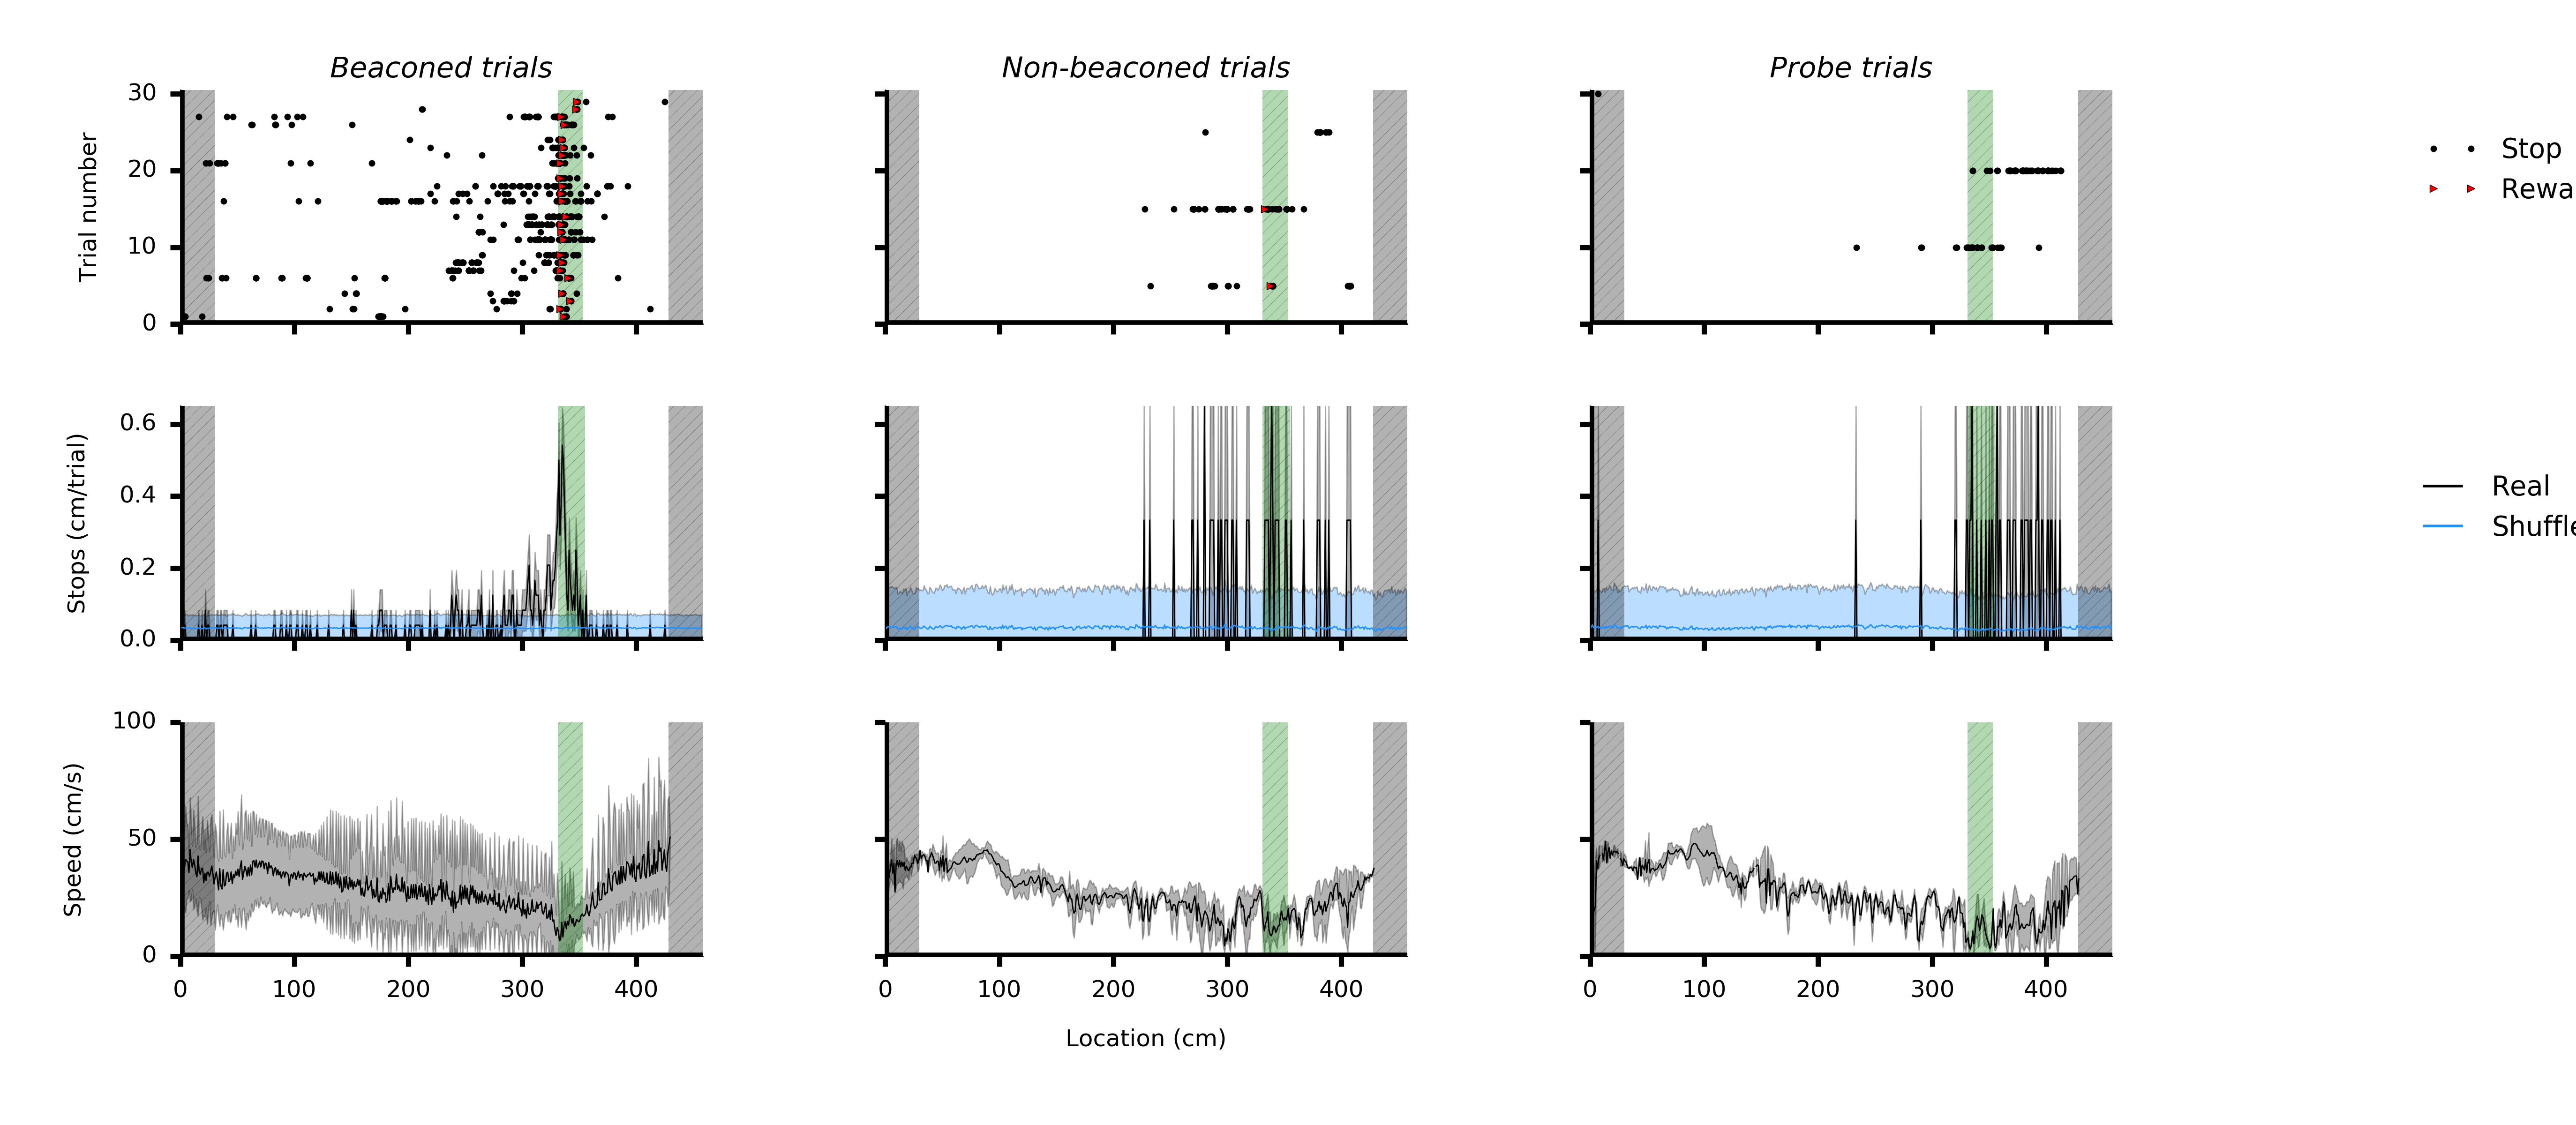 Beaconed trials Non-beaconed trials Probe trials
Trial number
30
20
10
0
Stop
Rewa
Stops (cm/trial)
0.6
0.4
0.2
0.0
Real
Shuffle
Speed (cm/s)
100
50
0
0 100 200 300 400 0 100 200 300 400 0 100 200 300 400
Location (cm)